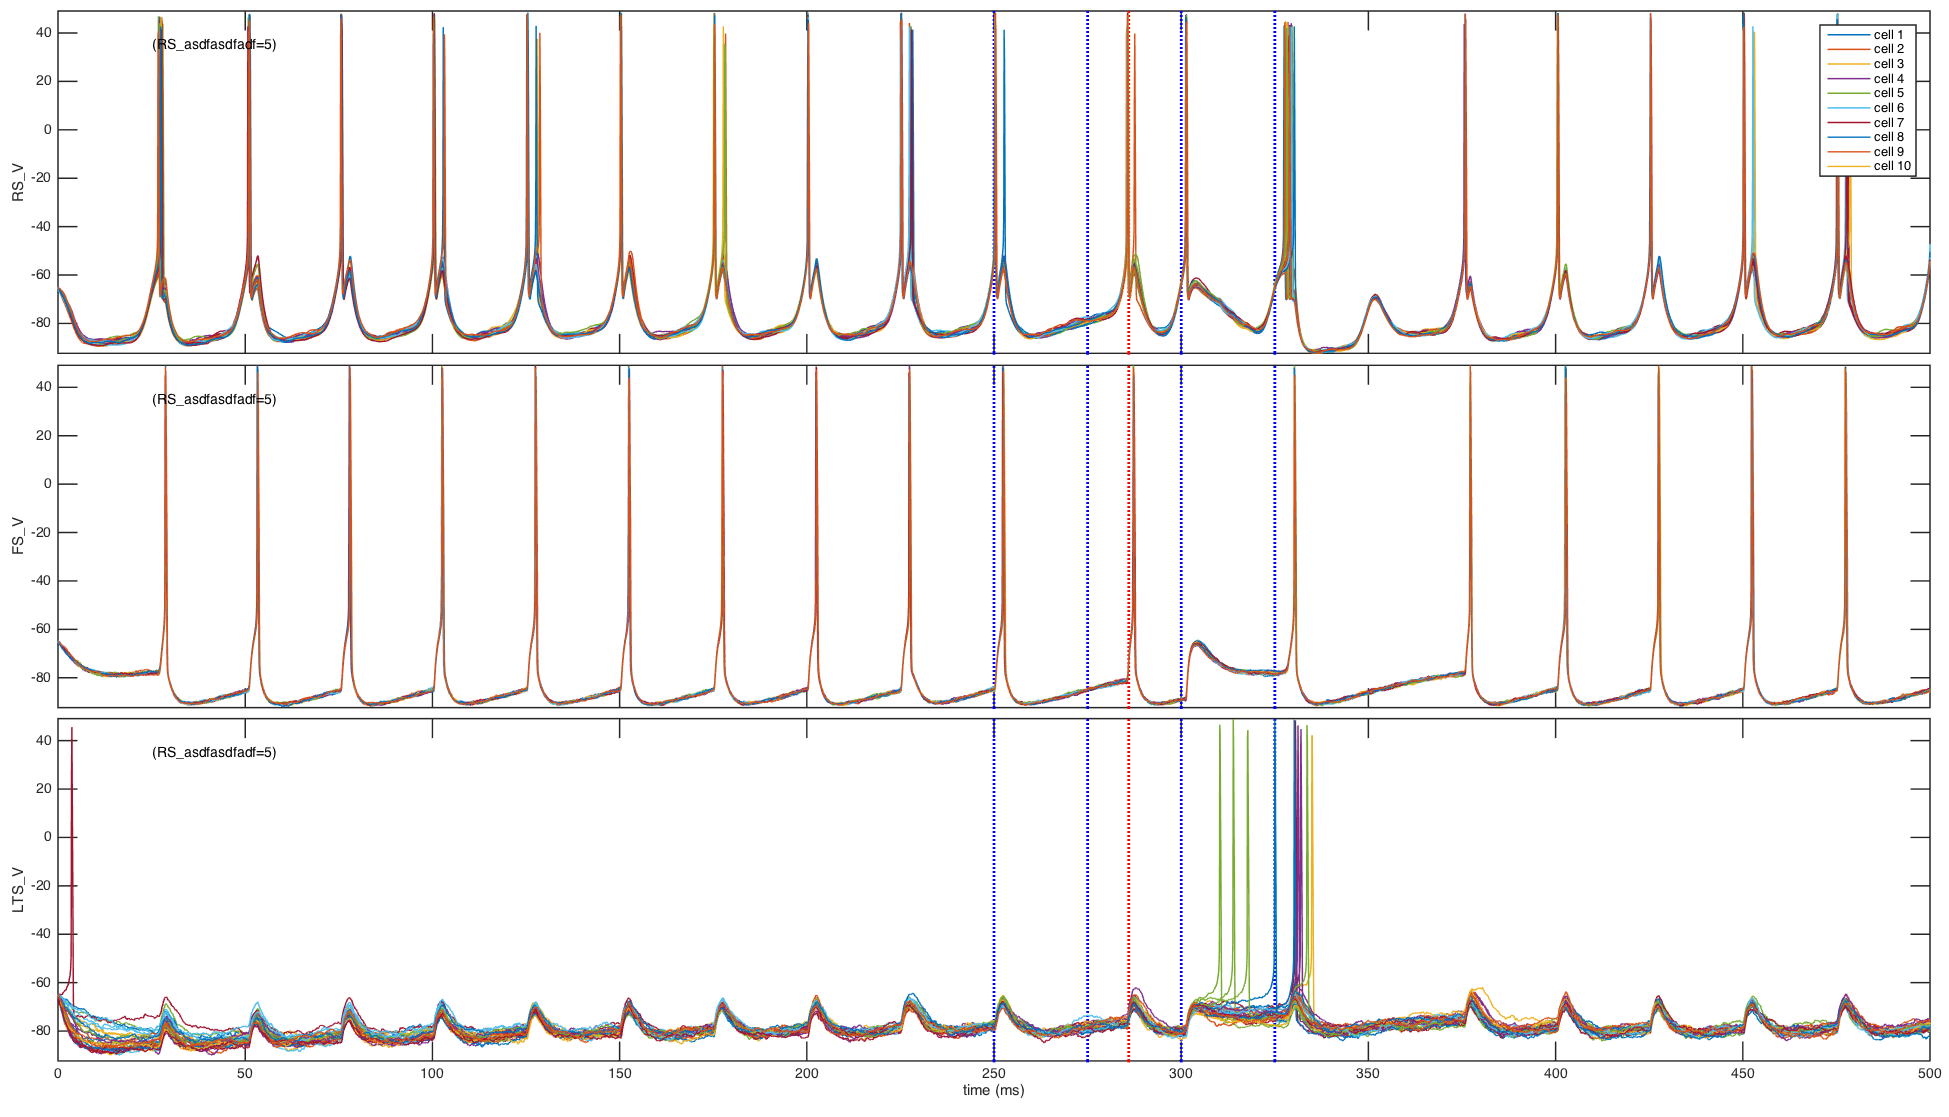 40
20
0
-20
-40
-60
-80
RS_V
(RS_asdfasdfadf=5)
cell 1
cell 2
cell 3
cell 4
cell 5
cell 6
cell 7
cell 8
cell 9
cell 10
40
20
0
-20
-40
-60
-80
FS_V
(RS_asdfasdfadf=5)
40
20
0
-20
-40
-60
-80
LTS_V
(RS_asdfasdfadf=5)
0 50 100 150 200 250 300 350 400 450 500
time (ms)